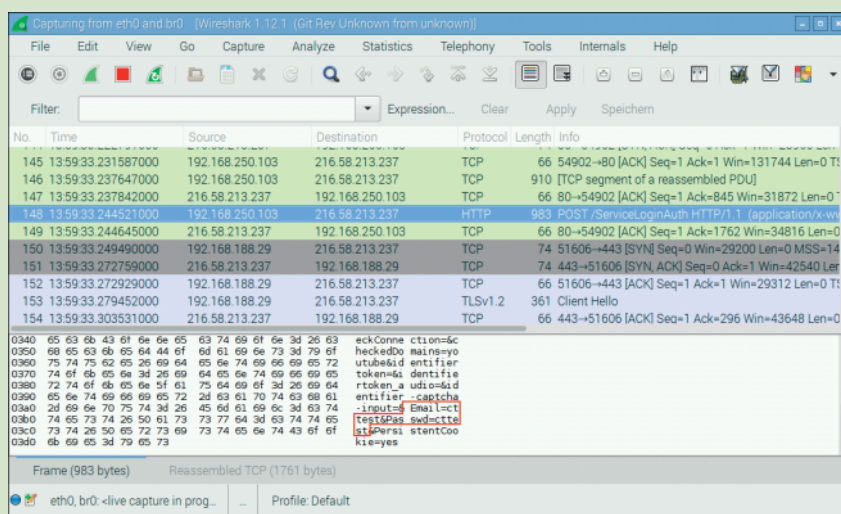 Capturing from eth0 and br0 [Wireshark 1.12.1 (Git Rev Unknown from unknown)]
File Edit View Go Capture Analyze Statistics Telephony Tools Internals Help
Filter: Expression... Clear Apply Speichern
No. Time Source Destination Protocol Length Info
145 13:59:33.231587000 192.168.250.103 216.58.213.237 TCP 66 54902→80 [ACK] Seq=1 Ack=1 Win=131744 Len=0
146 13:59:33.237647000 192.168.250.103 216.58.213.237 TCP 910 [TCP segment of a reassembled PDU]
147 13:59:33.237842000 216.58.213.237 192.168.250.103 TCP 66 80→54902 [ACK] Seq=1 Ack=845 Win=31872 Len=0
148 13:59:33.244521000 192.168.250.103 216.58.213.237 HTTP 983 POST /ServiceLoginAuth HTTP/1.1 (application/x-ww
149 13:59:33.244645000 216.58.213.237 192.168.250.103 TCP 66 80→54902 [ACK] Seq=1 Ack=1762 Win=34816 Len=0
150 13:59:33.249490000 192.168.188.29 216.58.213.237 TCP 74 51606→443 [SYN] Seq=0 Win=29200 Len=0 MSS=14
151 13:59:33.272759000 216.58.213.237 192.168.188.29 TCP 74 443→51606 [SYN, ACK] Seq=0 Ack=1 Win=42540 Ler
152 13:59:33.272929000 192.168.188.29 216.58.213.237 TCP 66 51606→443 [ACK] Seq=1 Ack=1 Win=29312 Len=0
153 13:59:33.279452000 192.168.188.29 216.58.213.237 TLSv1.2 361 Client Hello
154 13:59:33.303531000 216.58.213.237 192.168.188.29 TCP 66 443→51606 [ACK] Seq=1 Ack=296 Win=43648 Len=0
0340 65 63 6b 43 6f 6e 6e 65 63 74 69 6f 6e 3d 26 63 eckConne ction=&c
0350 68 65 63 6b 65 64 44 6f 6d 61 69 6e 73 3d 79 6f heckedDo mains=yo
0360 75 74 75 62 65 26 69 64 65 6e 74 69 66 69 65 72 utube&id entifier
0370 74 6f 6b 65 6e 3d 26 69 64 65 6e 74 69 66 69 65 token=&i dentifie
0380 72 74 6f 6b 65 6e 5f 61 75 64 69 6f 3d 26 69 64 rtoken_a udio=&id
0390 65 6e 74 69 66 69 65 72 2d 63 61 70 74 63 68 61 entifier -captcha
03a0 2d 69 6e 70 75 74 3d 26 45 6d 61 69 6c 3d 63 74 -input=& Email=ct
03b0 74 65 73 74 26 50 61 73 73 77 64 3d 63 74 74 65 test&Pas swd=ctte
03c0 73 74 26 50 65 72 73 69 73 74 65 6e 74 43 6f 6f st&Persi stentCoo
03d0 6b 69 65 3d 79 65 73 kie=yes
Frame (983 bytes) Reassembled TCP (1761 bytes)
eth0, br0: <live capture in prog... ... Profile: Default